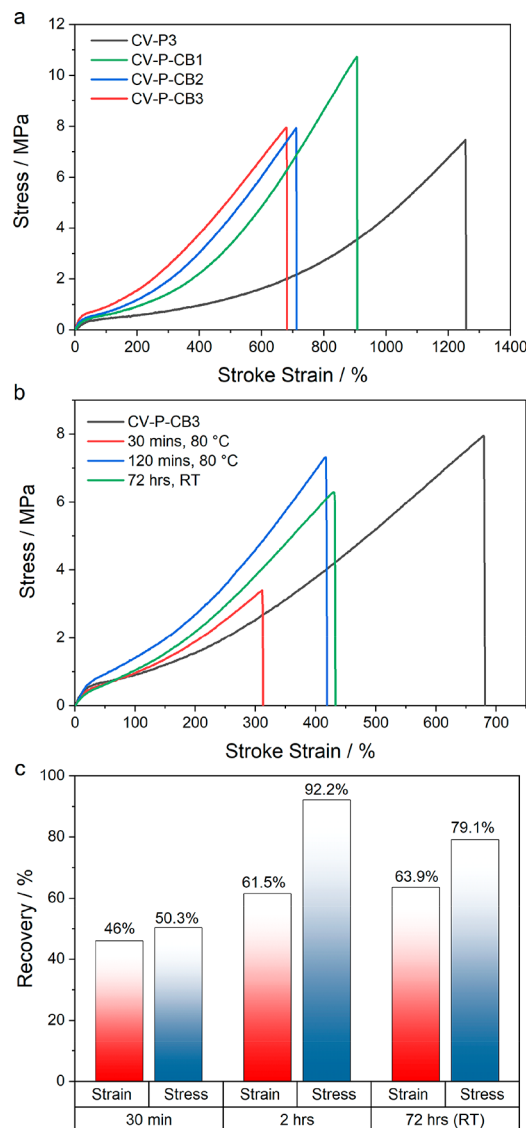 a
CV-P3
CV-P-CB1
CV-P-CB2
CV-P-CB3
12
10
8
6
4
2
0
Stress / MPa
0 200 400 600 800 1000 1200 1400
Stroke Strain / %
b
CV-P-CB3
30 mins, 80 °C
120 mins, 80 °C
72 hrs, RT
8
6
4
2
0
Stress / MPa
0 100 200 300 400 500 600 700
Stroke Strain / %
c
100
80
60
40
20
0
Recovery / %
46%
50.3%
61.5%
92.2%
63.9%
79.1%
Strain Stress Strain Stress Strain Stress
30 min 2 hrs 72 hrs (RT)